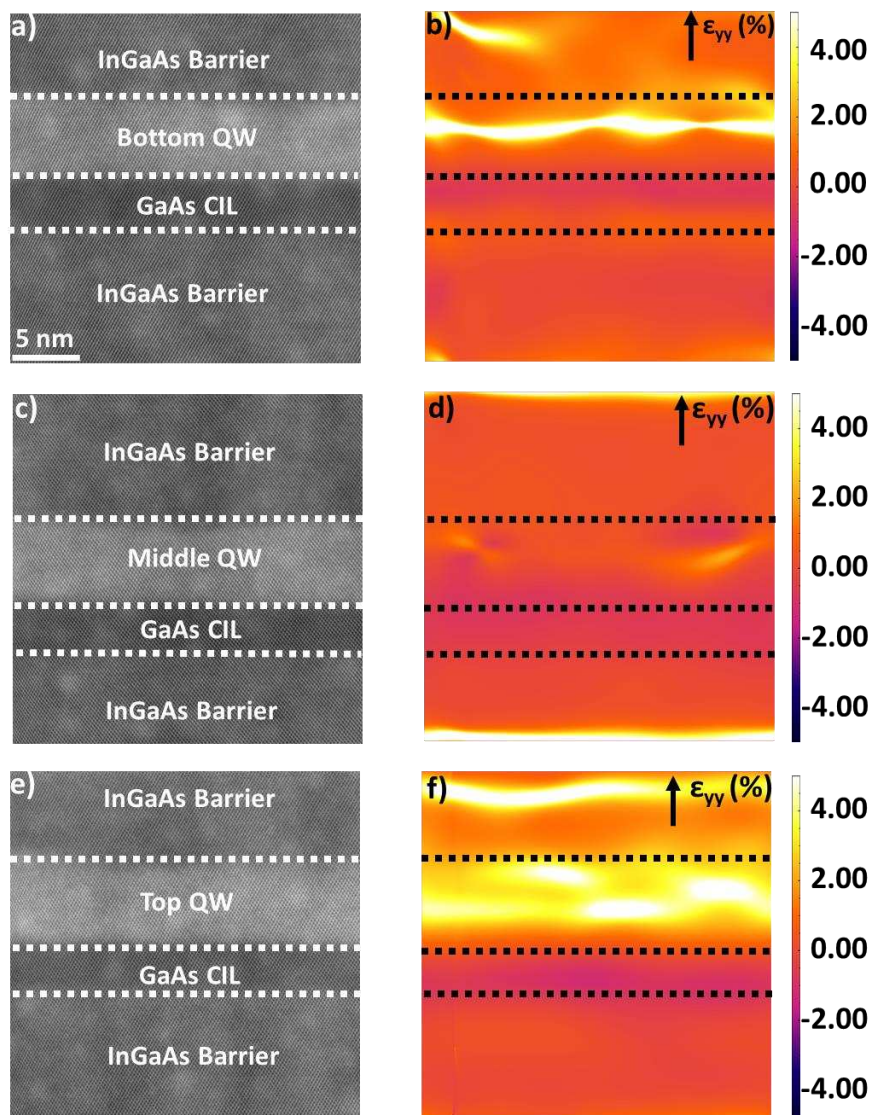 a)
InGaAs Barrier
Bottom QW
GaAs CIL
InGaAs Barrier
5 nm
b)
εyy (%)
4.00
2.00
0.00
-2.00
-4.00
c)
InGaAs Barrier
Middle QW
GaAs CIL
InGaAs Barrier
d)
εyy (%)
4.00
2.00
0.00
-2.00
-4.00
e)
InGaAs Barrier
Top QW
GaAs CIL
InGaAs Barrier
f)
εyy (%)
4.00
2.00
0.00
-2.00
-4.00